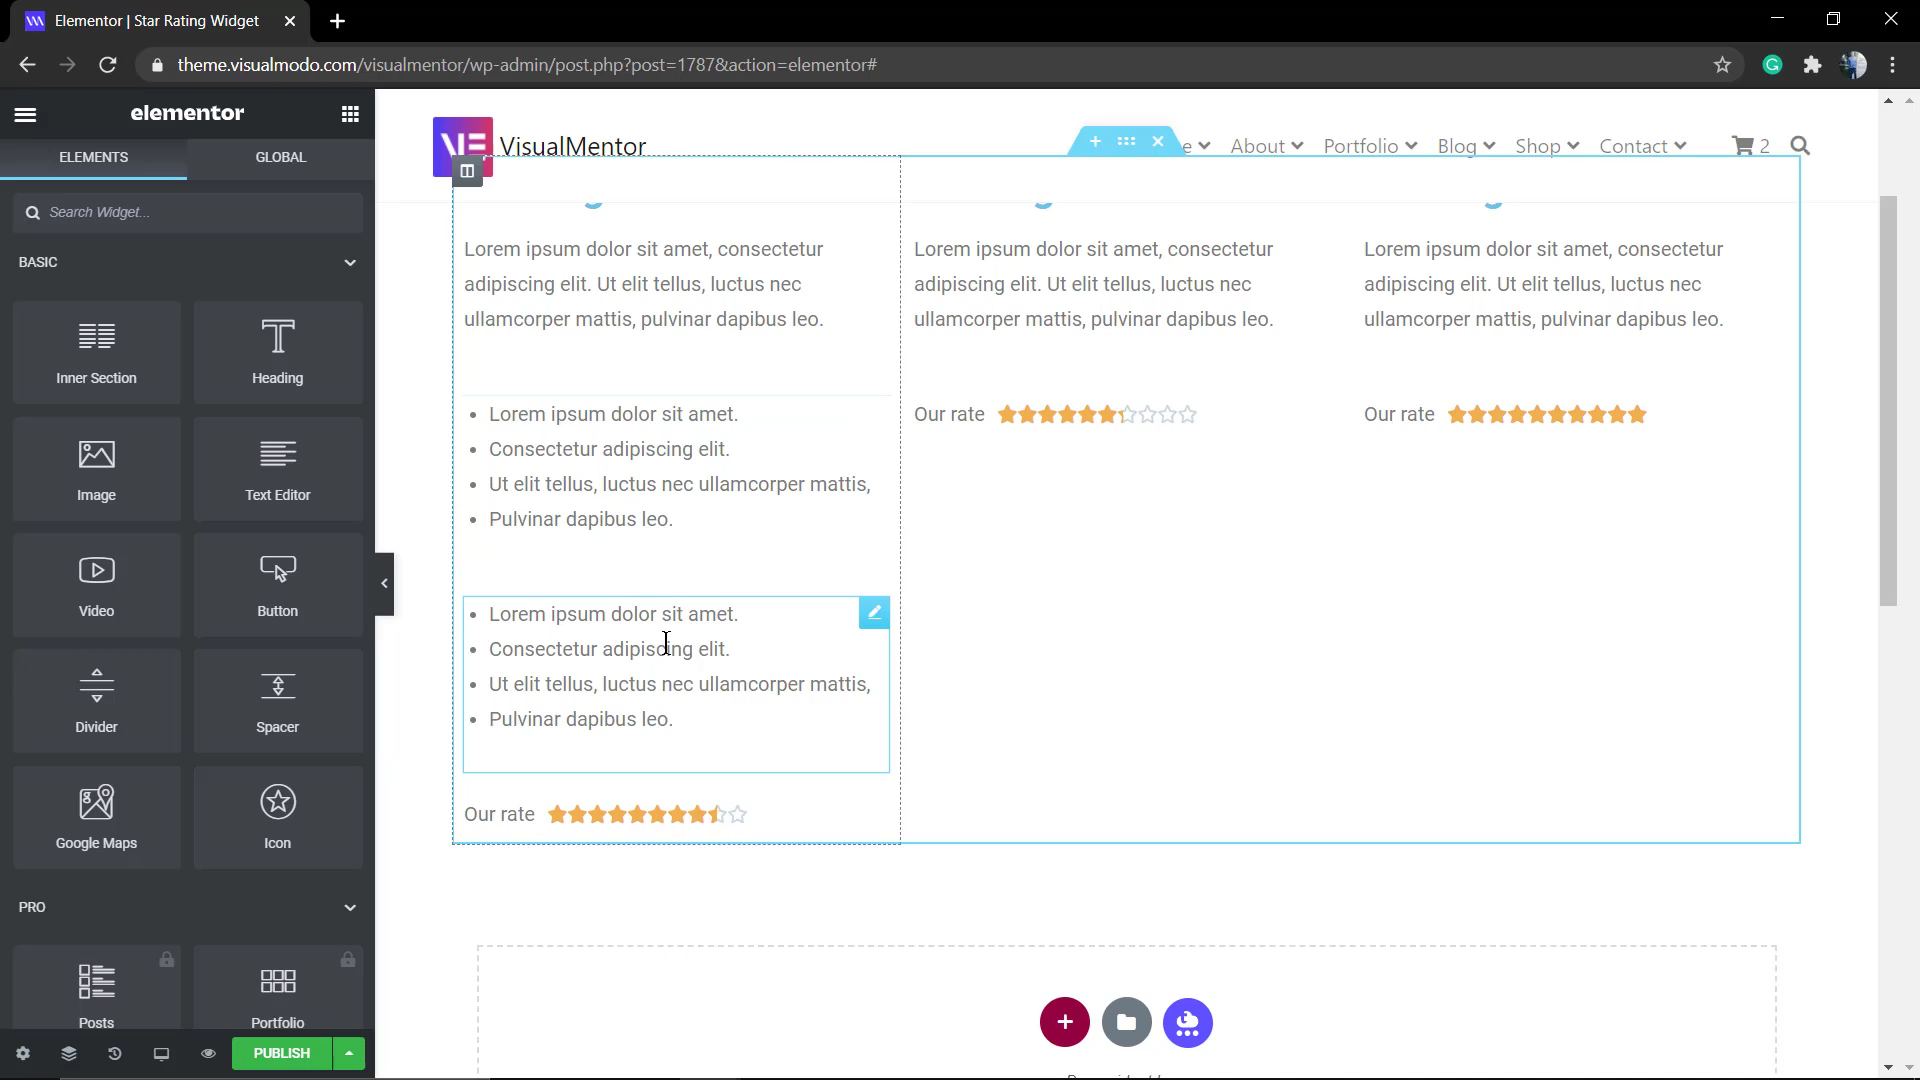 Elementor | Star Rating Widget
theme.visualmodo.com/visualmentor/wp-admin/post.php?post=1787&action=elementor#
elementor
ELEMENTS
GLOBAL
Search Widget...
BASIC
Inner Section
Heading
Image
Text Editor
Video
Button
Divider
Spacer
Google Maps
Icon
PRO
Posts
Portfolio
PUBLISH
VisualMentor
About
Portfolio
Blog
Shop
Contact
2
Lorem ipsum dolor sit amet, consectetur
adipiscing elit. Ut elit tellus, luctus nec
ullamcorper mattis, pulvinar dapibus leo.
• Lorem ipsum dolor sit amet.
• Consectetur adipiscing elit.
• Ut elit tellus, luctus nec ullamcorper mattis,
• Pulvinar dapibus leo.
• Lorem ipsum dolor sit amet.
• Consectetur adipiscing elit.
• Ut elit tellus, luctus nec ullamcorper mattis,
• Pulvinar dapibus leo.
Our rate
Lorem ipsum dolor sit amet, consectetur
adipiscing elit. Ut elit tellus, luctus nec
ullamcorper mattis, pulvinar dapibus leo.
Our rate
Lorem ipsum dolor sit amet, consectetur
adipiscing elit. Ut elit tellus, luctus nec
ullamcorper mattis, pulvinar dapibus leo.
Our rate